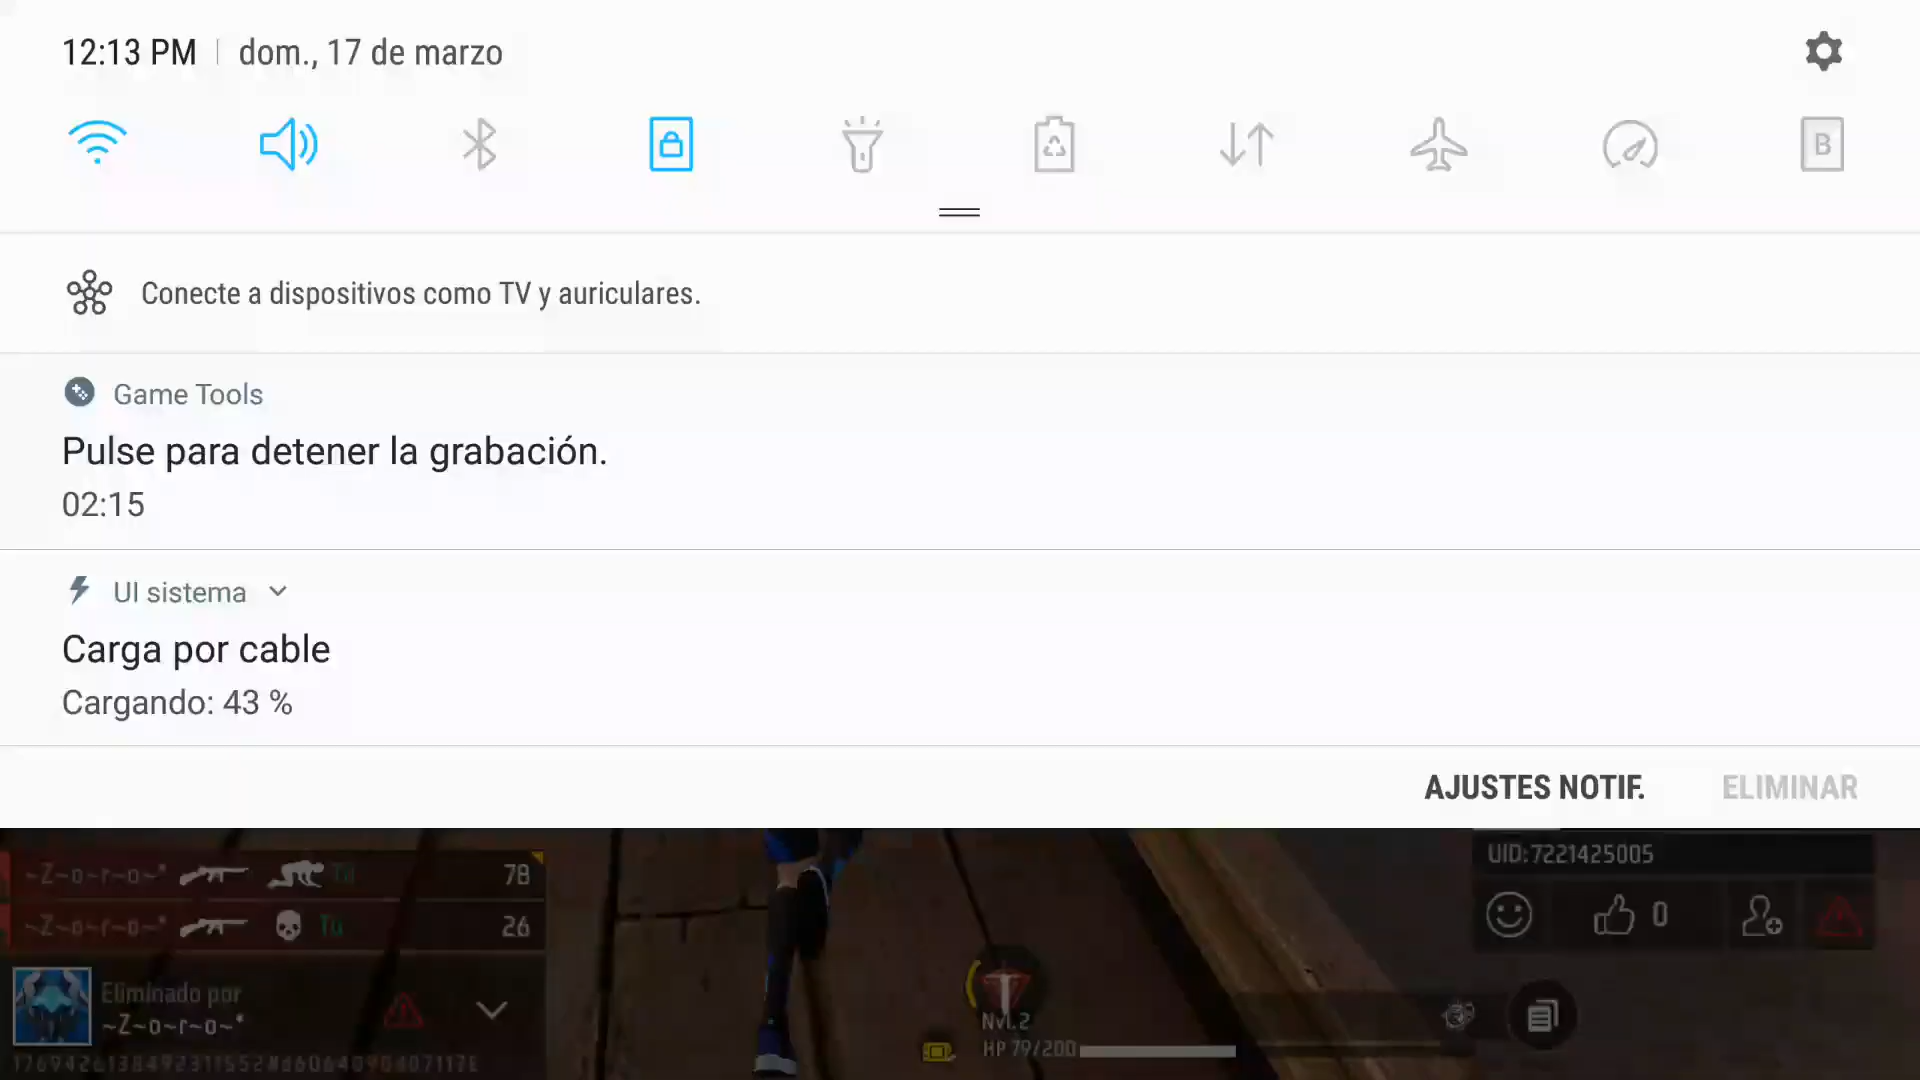 12:13 PM dom., 17 de marzo
B
Conecte a dispositivos como TV y auriculares.
Game Tools
Pulse para detener la grabación.
02:15
UI sistema
Carga por cable
Cargando: 43 %
AJUSTES NOTIF. ELIMINAR
UID:7221425005
~Z~o~r~o~* Tú 78
~Z~o~r~o~* Tú 26
0
Eliminado por
~Z~o~r~o~*
Nvl.2
HP 79/200